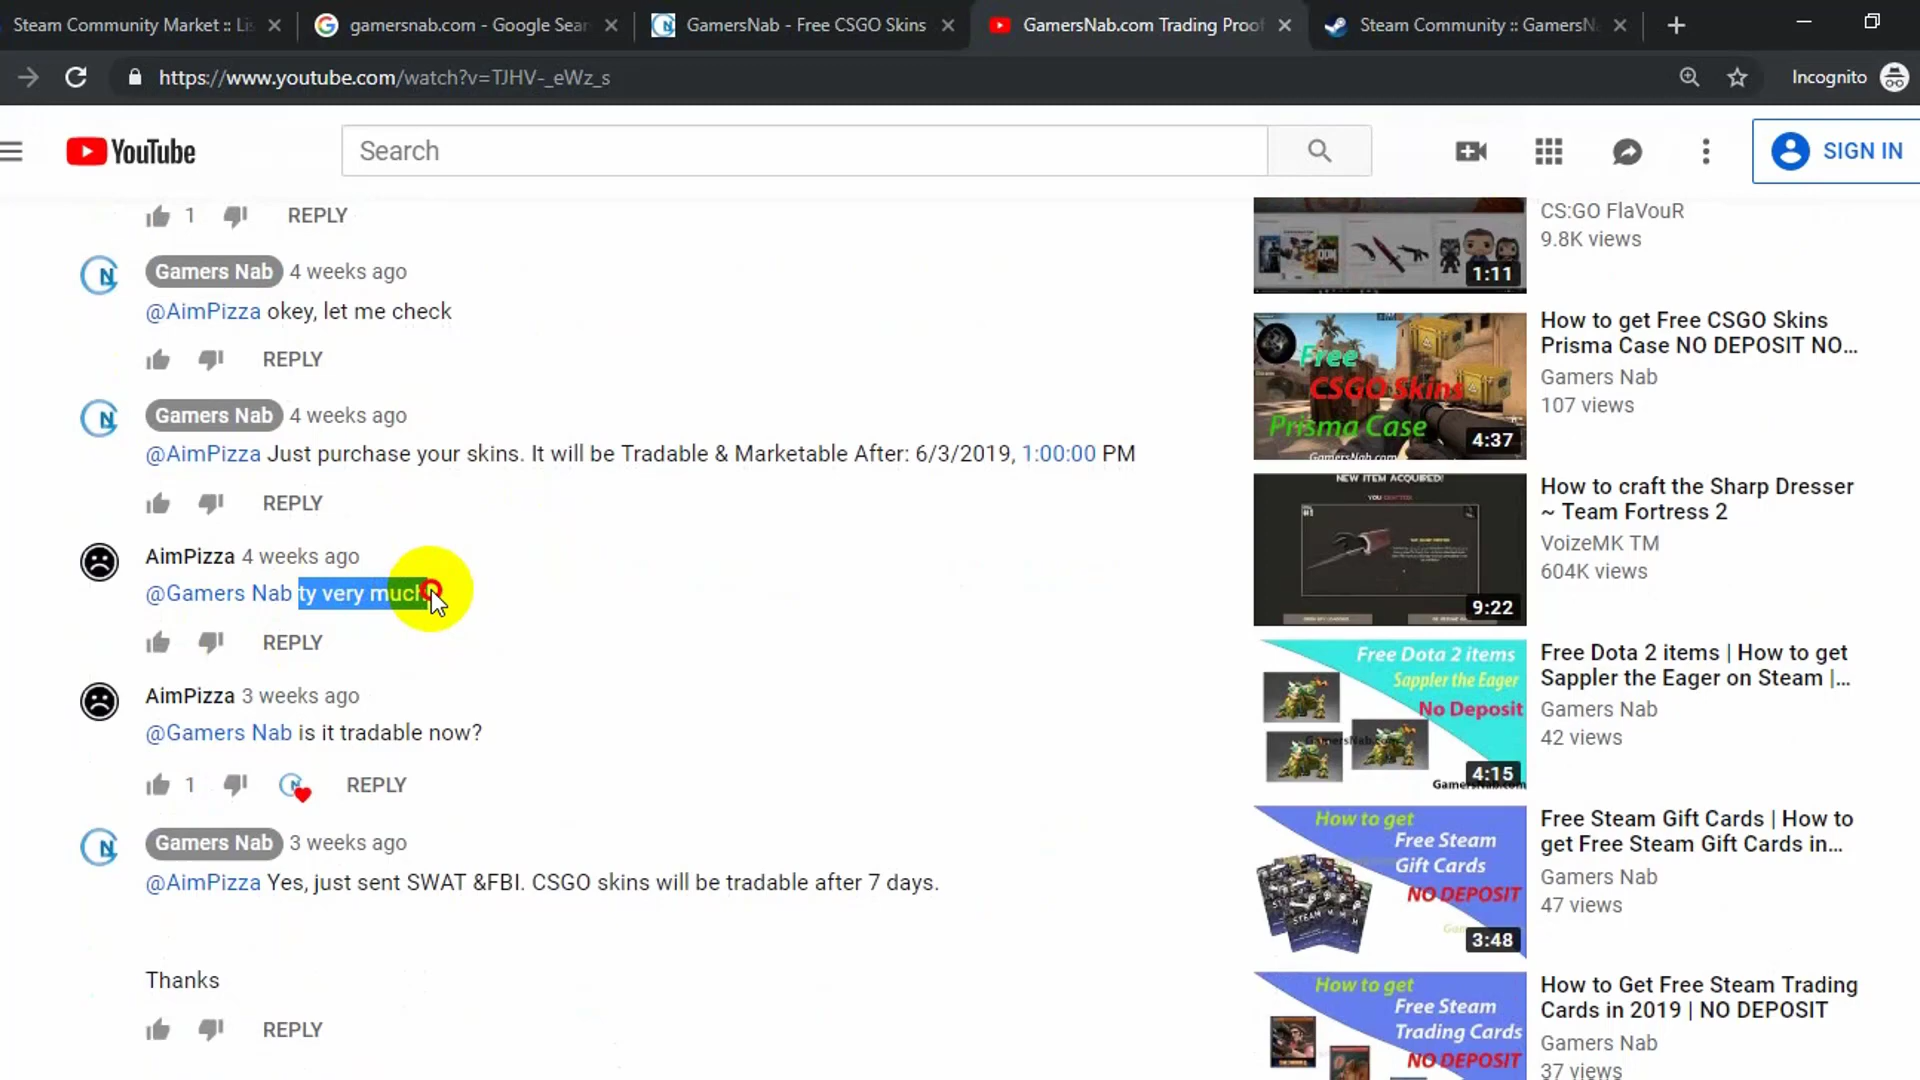 Steam Community Market :: Lis
gamersnab.com - Google Sear
GamersNab - Free CSGO Skins
GamersNab.com Trading Proof
Steam Community :: GamersNa
https://www.youtube.com/watch?v=TJHV-_eWz_s
Incognito
YouTube
Search
SIGN IN
1 REPLY
Gamers Nab 4 weeks ago
@AimPizza okey, let me check
REPLY
Gamers Nab 4 weeks ago
@AimPizza Just purchase your skins. It will be Tradable & Marketable After: 6/3/2019, 1:00:00 PM
REPLY
AimPizza 4 weeks ago
@Gamers Nab ty very much
REPLY
AimPizza 3 weeks ago
@Gamers Nab is it tradable now?
1 REPLY
Gamers Nab 3 weeks ago
@AimPizza Yes, just sent SWAT &FBI. CSGO skins will be tradable after 7 days.
Thanks
REPLY
CS:GO FlaVouR
9.8K views
1:11
Free
CSGO Skins
Prisma Case
GamersNab.com
4:37
How to get Free CSGO Skins
Prisma Case NO DEPOSIT NO...
Gamers Nab
107 views
NEW ITEM ACQUIRED!
9:22
How to craft the Sharp Dresser
~ Team Fortress 2
VoizeMK TM
604K views
Free Dota 2 items
Sappler the Eager
No Deposit
GamersNab.com
4:15
Free Dota 2 items | How to get
Sappler the Eager on Steam |...
Gamers Nab
42 views
How to get
Free Steam
Gift Cards
NO DEPOSIT
3:48
Free Steam Gift Cards | How to
get Free Steam Gift Cards in...
Gamers Nab
47 views
How to get
Free Steam
Trading Cards
NO DEPOSIT
How to Get Free Steam Trading
Cards in 2019 | NO DEPOSIT
Gamers Nab
37 views